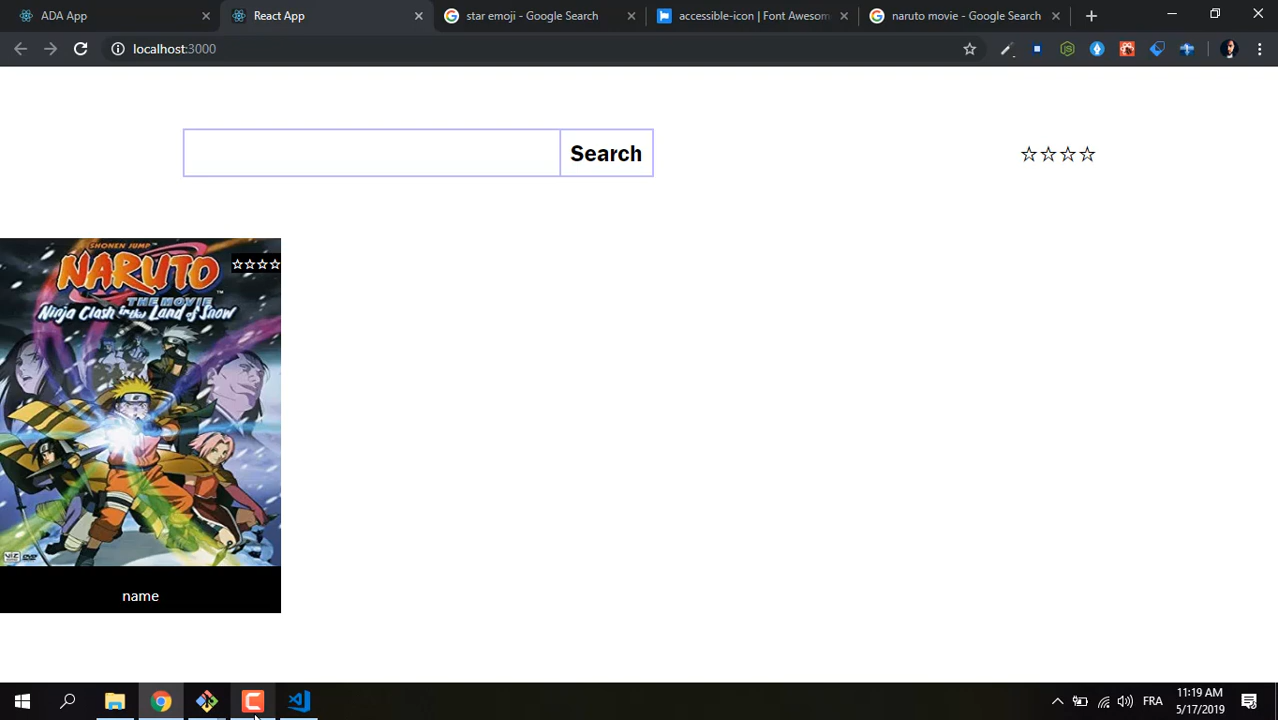 ADA App
React App
star emoji - Google Search
accessible-icon | Font Awesom
naruto movie - Google Search
localhost:3000
Search
☆☆☆☆
SHONEN JUMP
☆☆☆☆
NARUTO
THE MOVIE
Ninja Clash in the Land of Snow
VIZ DVD
name
FRA
11:19 AM
5/17/2019